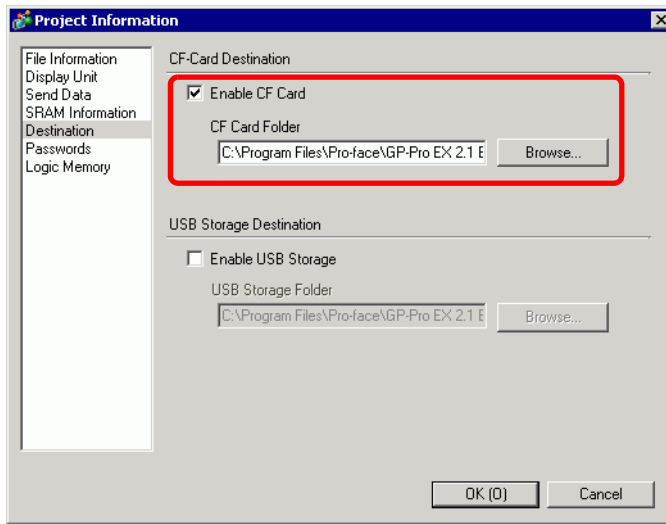 Project Information
File Information
Display Unit
Send Data
SRAM Information
Destination
Passwords
Logic Memory
CF-Card Destination
Enable CF Card
CF Card Folder
C:\Program Files\Pro-face\GP-Pro EX 2.1 E
Browse...
USB Storage Destination
Enable USB Storage
USB Storage Folder
C:\Program Files\Pro-face\GP-Pro EX 2.1 E
Browse...
OK (O)
Cancel